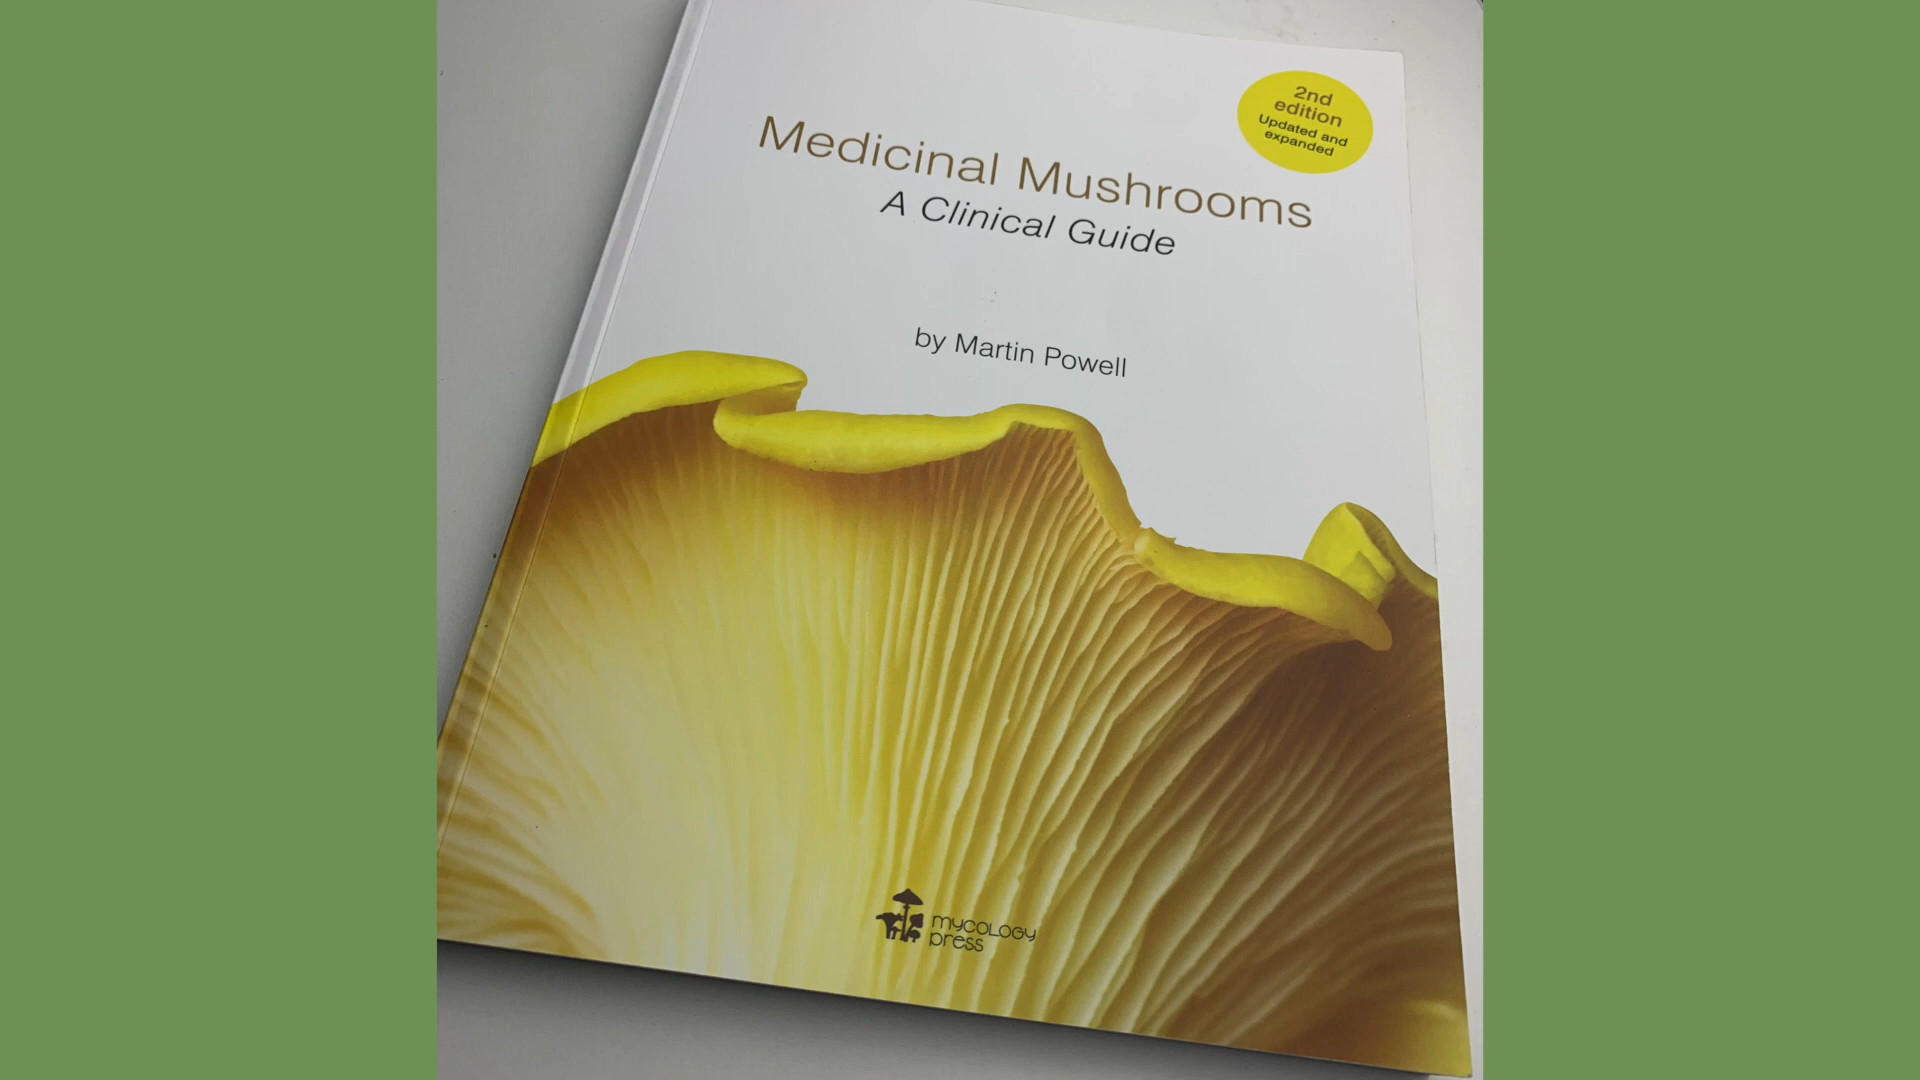 2nd
edition
Updated and
expanded
Medicinal Mushrooms
A Clinical Guide
by Martin Powell
mycology
press